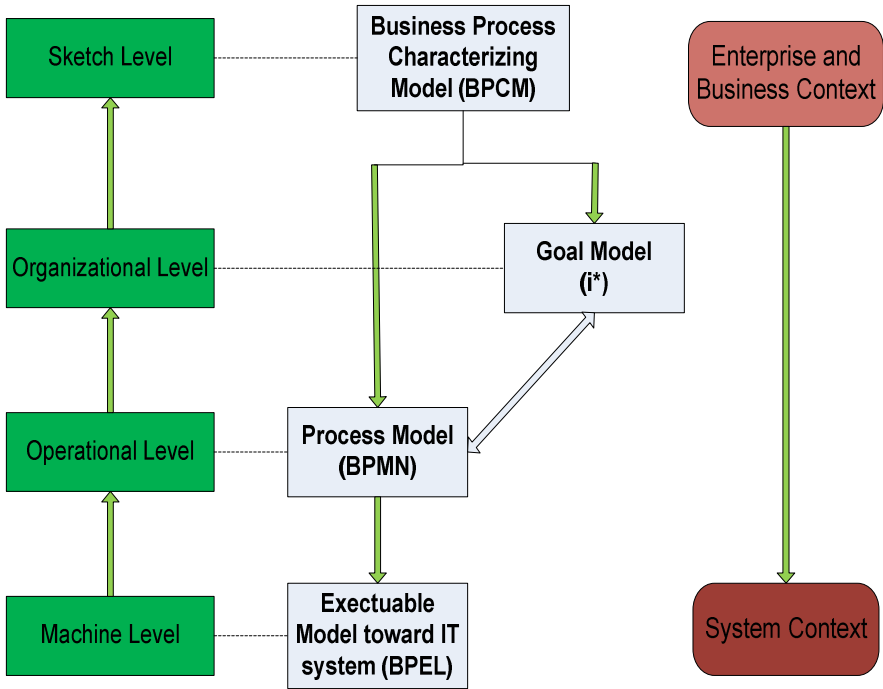 Sketch Level
Business Process
Characterizing
Model (BPCM)
Enterprise and
Business Context
Organizational Level
Goal Model
(i*)
Operational Level
Process Model
(BPMN)
Machine Level
Exectuable
Model toward IT
system (BPEL)
System Context